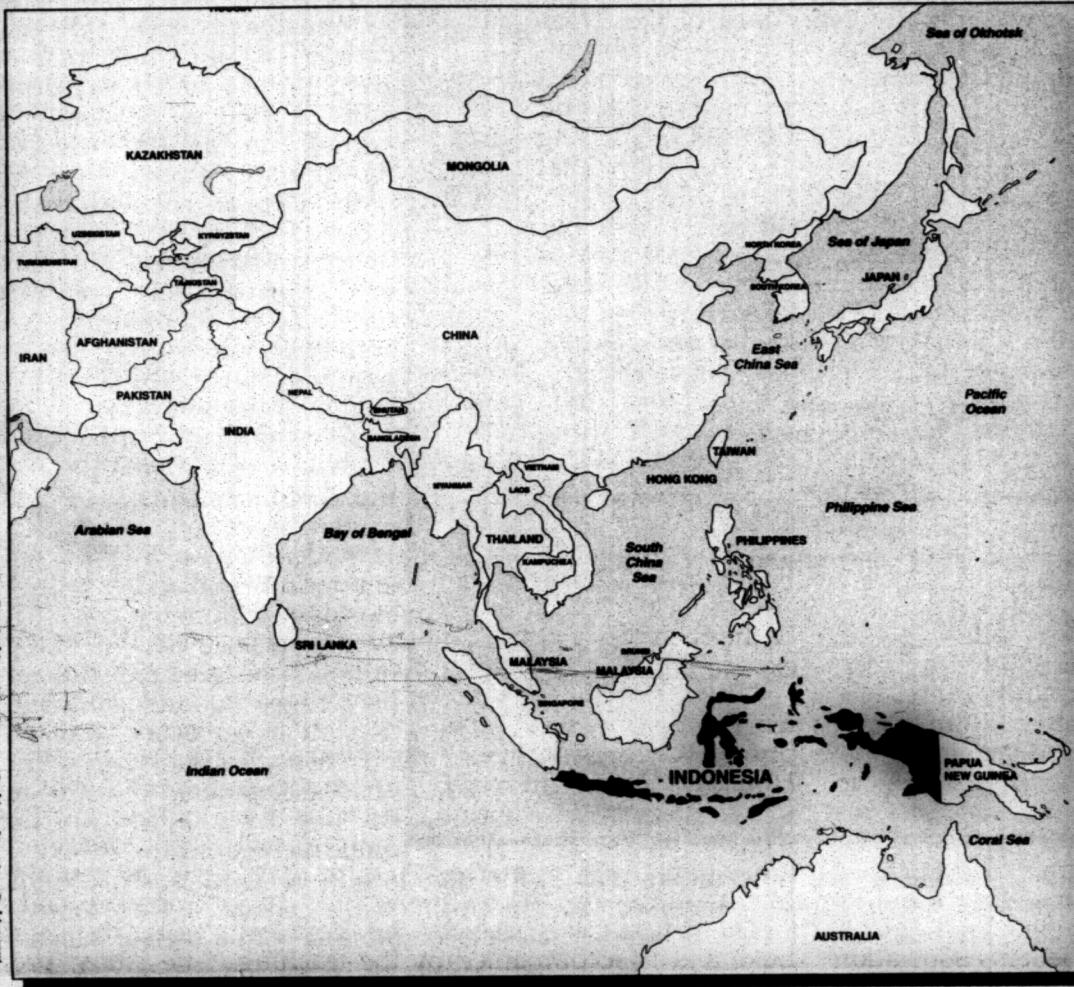 Sea of Okhotsk
KAZAKHSTAN
MONGOLIA
UZBEKISTAN
KYRGYZSTAN
TURKMENISTAN
TAJIKISTAN
NORTH KOREA
Sea of Japan
JAPAN
SOUTH KOREA
IRAN
AFGHANISTAN
CHINA
East
China Sea
PAKISTAN
NEPAL
Pacific
Ocean
BHUTAN
INDIA
BANGLADESH
TAIWAN
VIETNAM
HONG KONG
MYANMAR
LAOS
Philippine Sea
Arabian Sea
Bay of Bengal
THAILAND
PHILIPPINES
South
China
Sea
KAMPUCHEA
SRI LANKA
BRUNEI
MALAYSIA
MALAYSIA
SINGAPORE
Indian Ocean
INDONESIA
PAPUA
NEW GUINEA
Coral Sea
AUSTRALIA